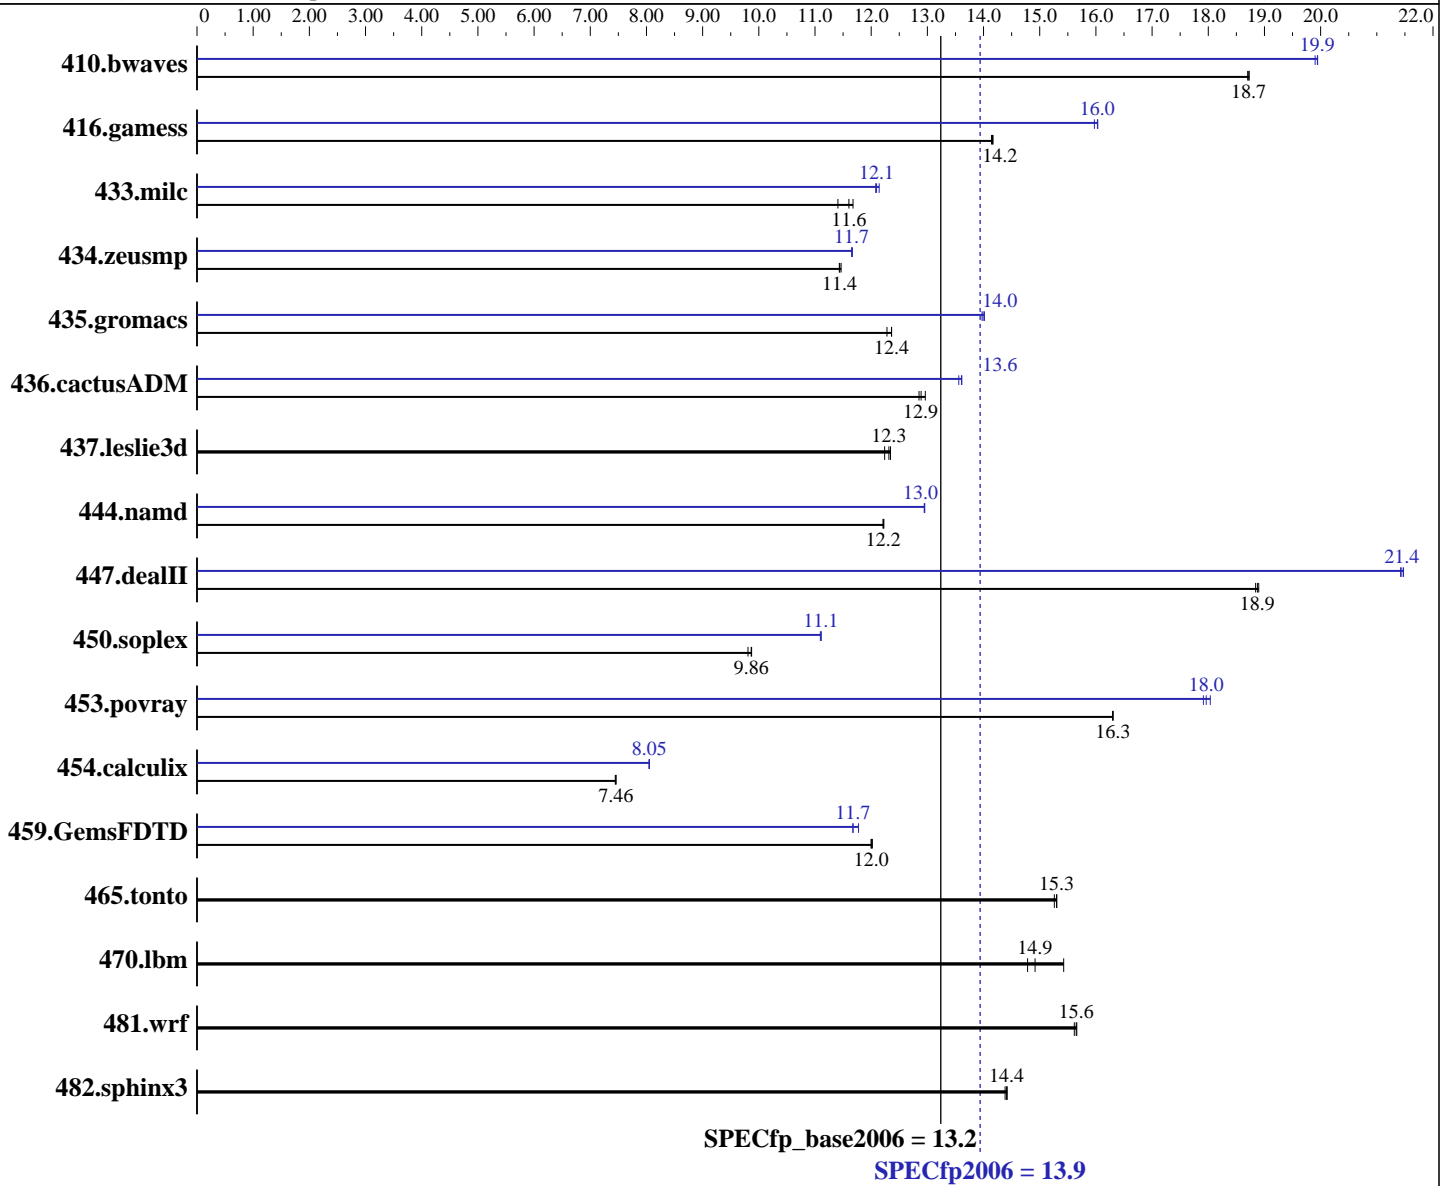 0 1.00 2.00 3.00 4.00 5.00 6.00 7.00 8.00 9.00 10.0 11.0 12.0 13.0 14.0 15.0 16.0 17.0 18.0 19.0 20.0 22.0
19.9
410.bwaves
18.7
16.0
416.gamess
14.2
12.1
433.milc
11.6
11.7
434.zeusmp
11.4
14.0
435.gromacs
12.4
13.6
436.cactusADM
12.9
12.3
437.leslie3d
13.0
444.namd
12.2
21.4
447.dealII
18.9
11.1
450.soplex
9.86
18.0
453.povray
16.3
8.05
454.calculix
7.46
11.7
459.GemsFDTD
12.0
15.3
465.tonto
14.9
470.lbm
15.6
481.wrf
14.4
482.sphinx3
SPECfp_base2006 = 13.2
SPECfp2006 = 13.9